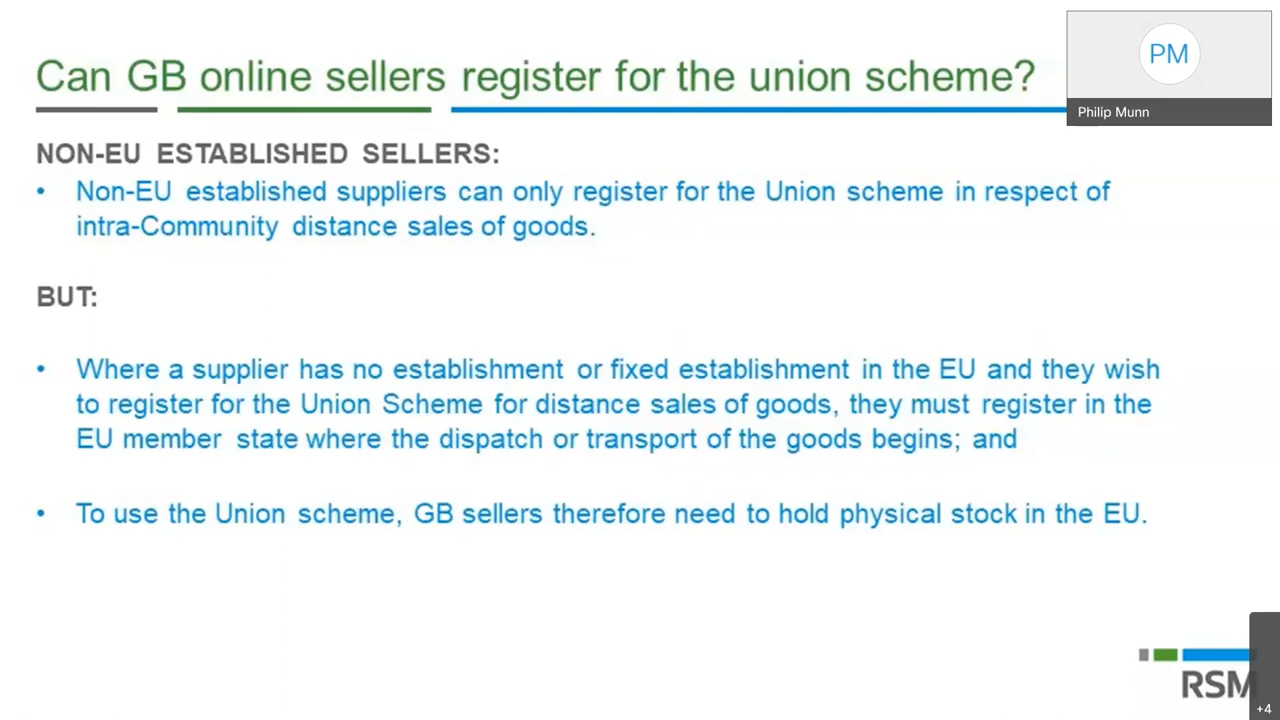 Can GB online sellers register for the union scheme?
PM
Philip Munn
NON-EU ESTABLISHED SELLERS:
• Non-EU established suppliers can only register for the Union scheme in respect of
intra-Community distance sales of goods.
BUT:
• Where a supplier has no establishment or fixed establishment in the EU and they wish
to register for the Union Scheme for distance sales of goods, they must register in the
EU member state where the dispatch or transport of the goods begins; and
• To use the Union scheme, GB sellers therefore need to hold physical stock in the EU.
RSM
+4